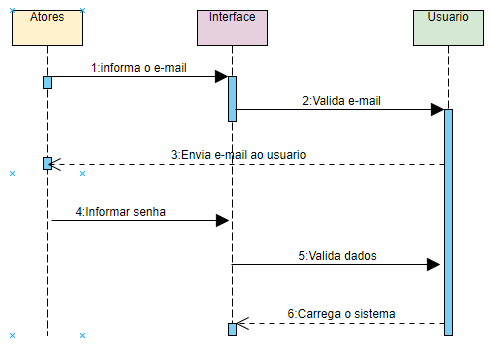 Atores
Interface
Usuario
1:informa o e-mail
2:Valida e-mail
3:Envia e-mail ao usuario
4:Informar senha
5:Valida dados
6:Carrega o sistema